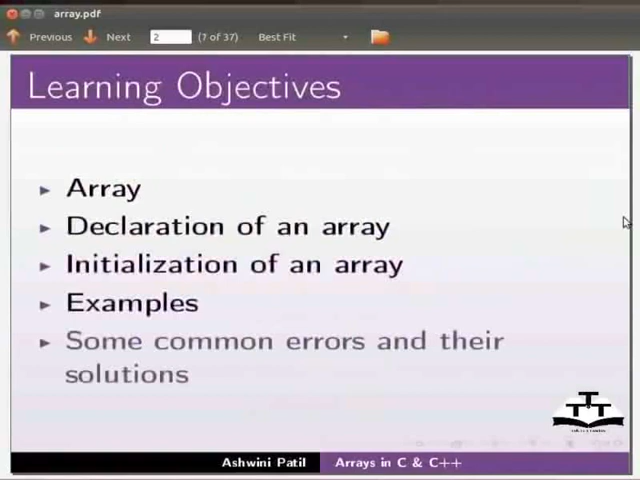 array.pdf
Previous Next 2 (7 of 37) Best Fit
Learning Objectives
Array
Declaration of an array
Initialization of an array
Examples
Some common errors and their
solutions
Ashwini Patil Arrays in C & C++